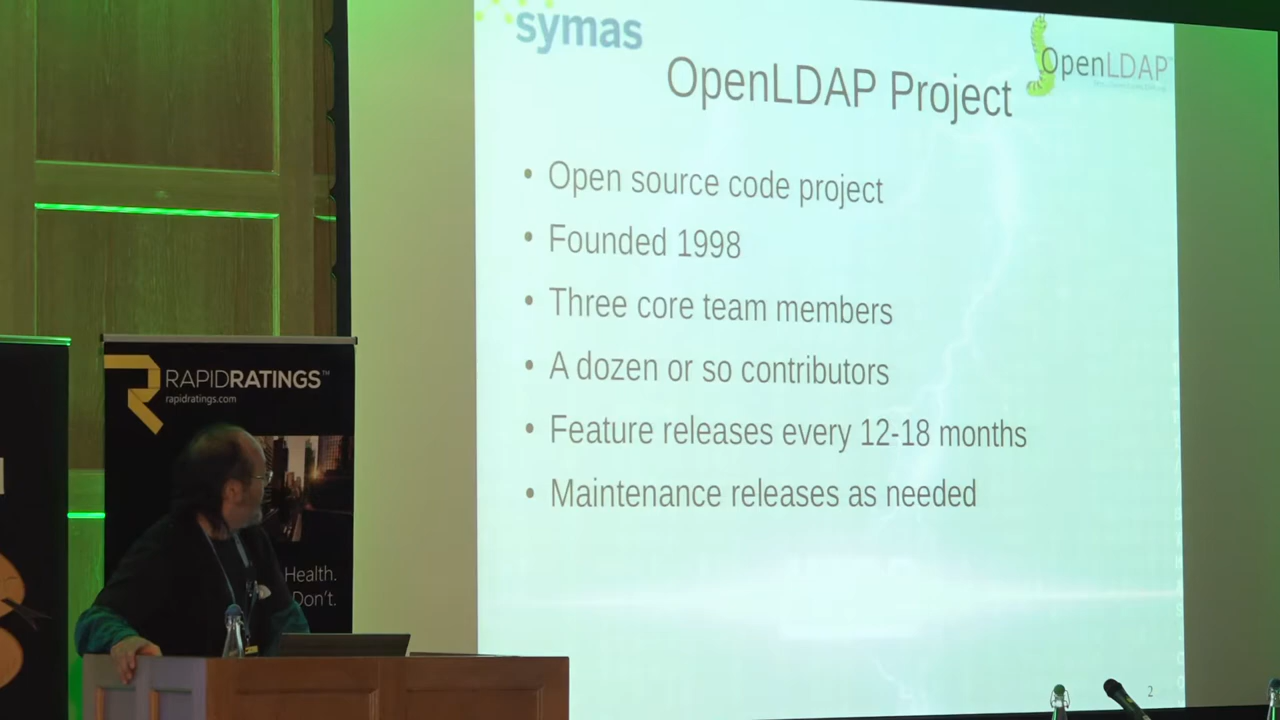 symas
OpenLDAP
OpenLDAP Project
• Open source code project
• Founded 1998
• Three core team members
• A dozen or so contributors
• Feature releases every 12-18 months
• Maintenance releases as needed
2
RAPIDRATINGS™
rapidratings.com
Health.
Don't.